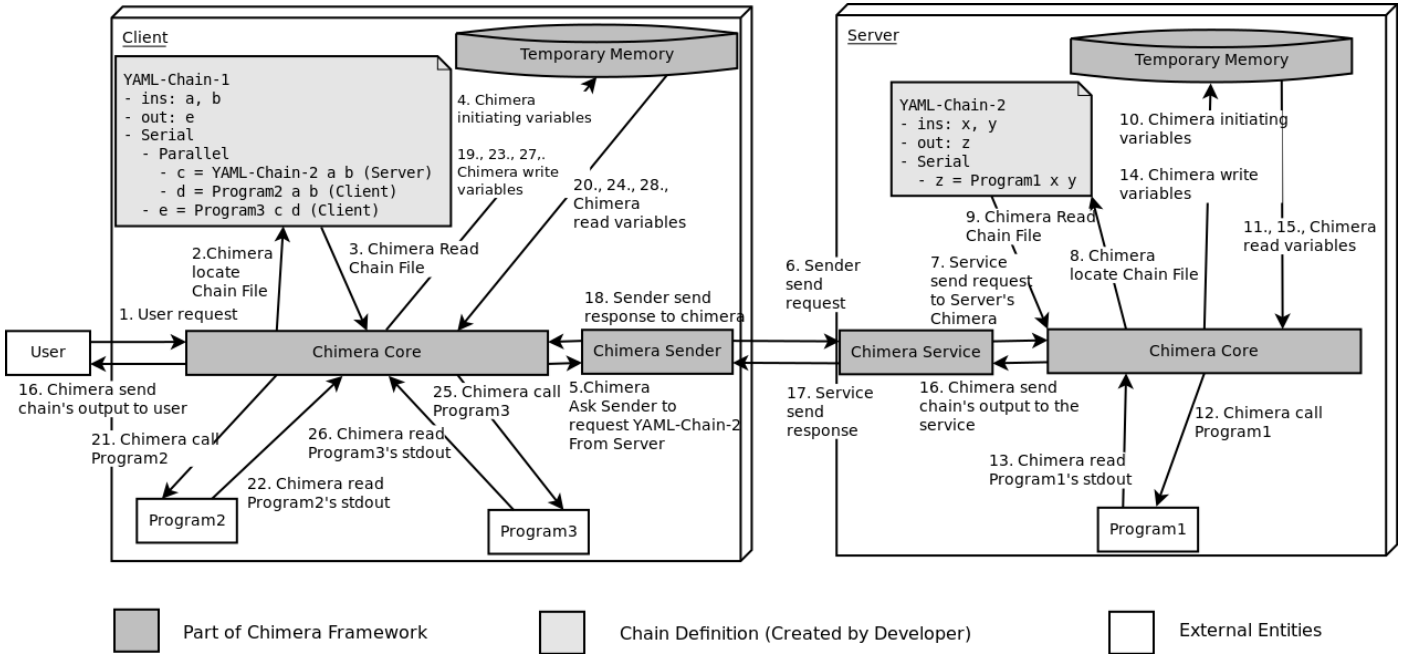 Client
Temporary Memory
YAML-Chain-1
- ins: a, b
- out: e
- Serial
- Parallel
- c = YAML-Chain-2 a b (Server)
- d = Program2 a b (Client)
- e = Program3 c d (Client)
4. Chimera
initiating variables
19., 23., 27,.
Chimera write
variables
20., 24., 28.,
Chimera
read variables
2.Chimera
locate
Chain File
3. Chimera Read
Chain File
1. User request
User
Chimera Core
18. Sender send
response to chimera
Chimera Sender
16. Chimera send
chain's output to user
21. Chimera call
Program2
22. Chimera read
Program2's stdout
25. Chimera call
Program3
26. Chimera read
Program3's stdout
5.Chimera
Ask Sender to
request YAML-Chain-2
From Server
Program2
Program3
6. Sender
send
request
17. Service
send
response
Server
Temporary Memory
YAML-Chain-2
- ins: x, y
- out: z
- Serial
- z = Program1 x y
10. Chimera initiating
variables
14. Chimera write
variables
11., 15., Chimera
read variables
9. Chimera Read
Chain File
7. Service
send request
to Server's
Chimera
8. Chimera
locate Chain File
Chimera Service
Chimera Core
16. Chimera send
chain's output to the
service
12. Chimera call
Program1
13. Chimera read
Program1's stdout
Program1
Part of Chimera Framework
Chain Definition (Created by Developer)
External Entities